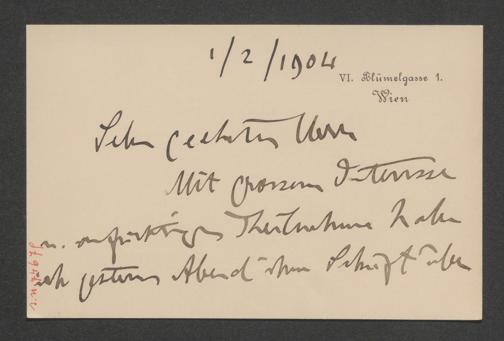 1/2/1904
VI. Blümelgasse 1.
Wien
Sehr geehrter Herr
Mit grossem Interesse
u. aufrichtiger Theilnahme habe
ich gestern Abend ihre Schrift über